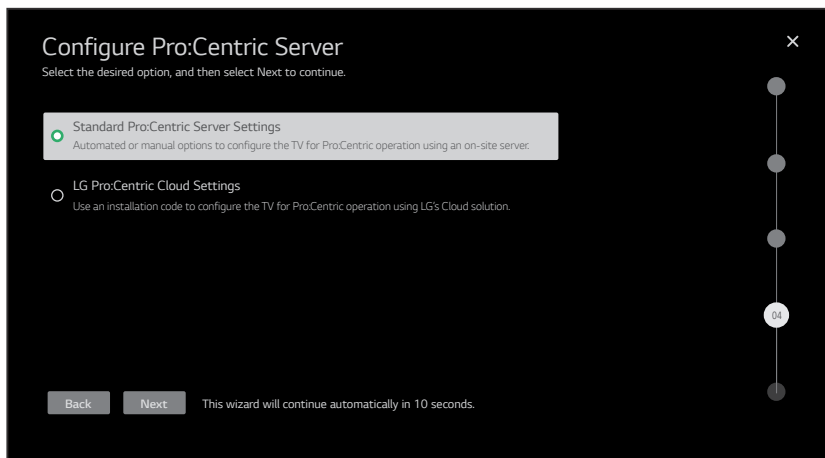 Configure Pro:Centric Server
Select the desired option, and then select Next to continue.
Standard Pro:Centric Server Settings
Automated or manual options to configure the TV for Pro:Centric operation using an on-site server.
LG Pro:Centric Cloud Settings
Use an installation code to configure the TV for Pro:Centric operation using LG's Cloud solution.
04
Back Next This wizard will continue automatically in 10 seconds.